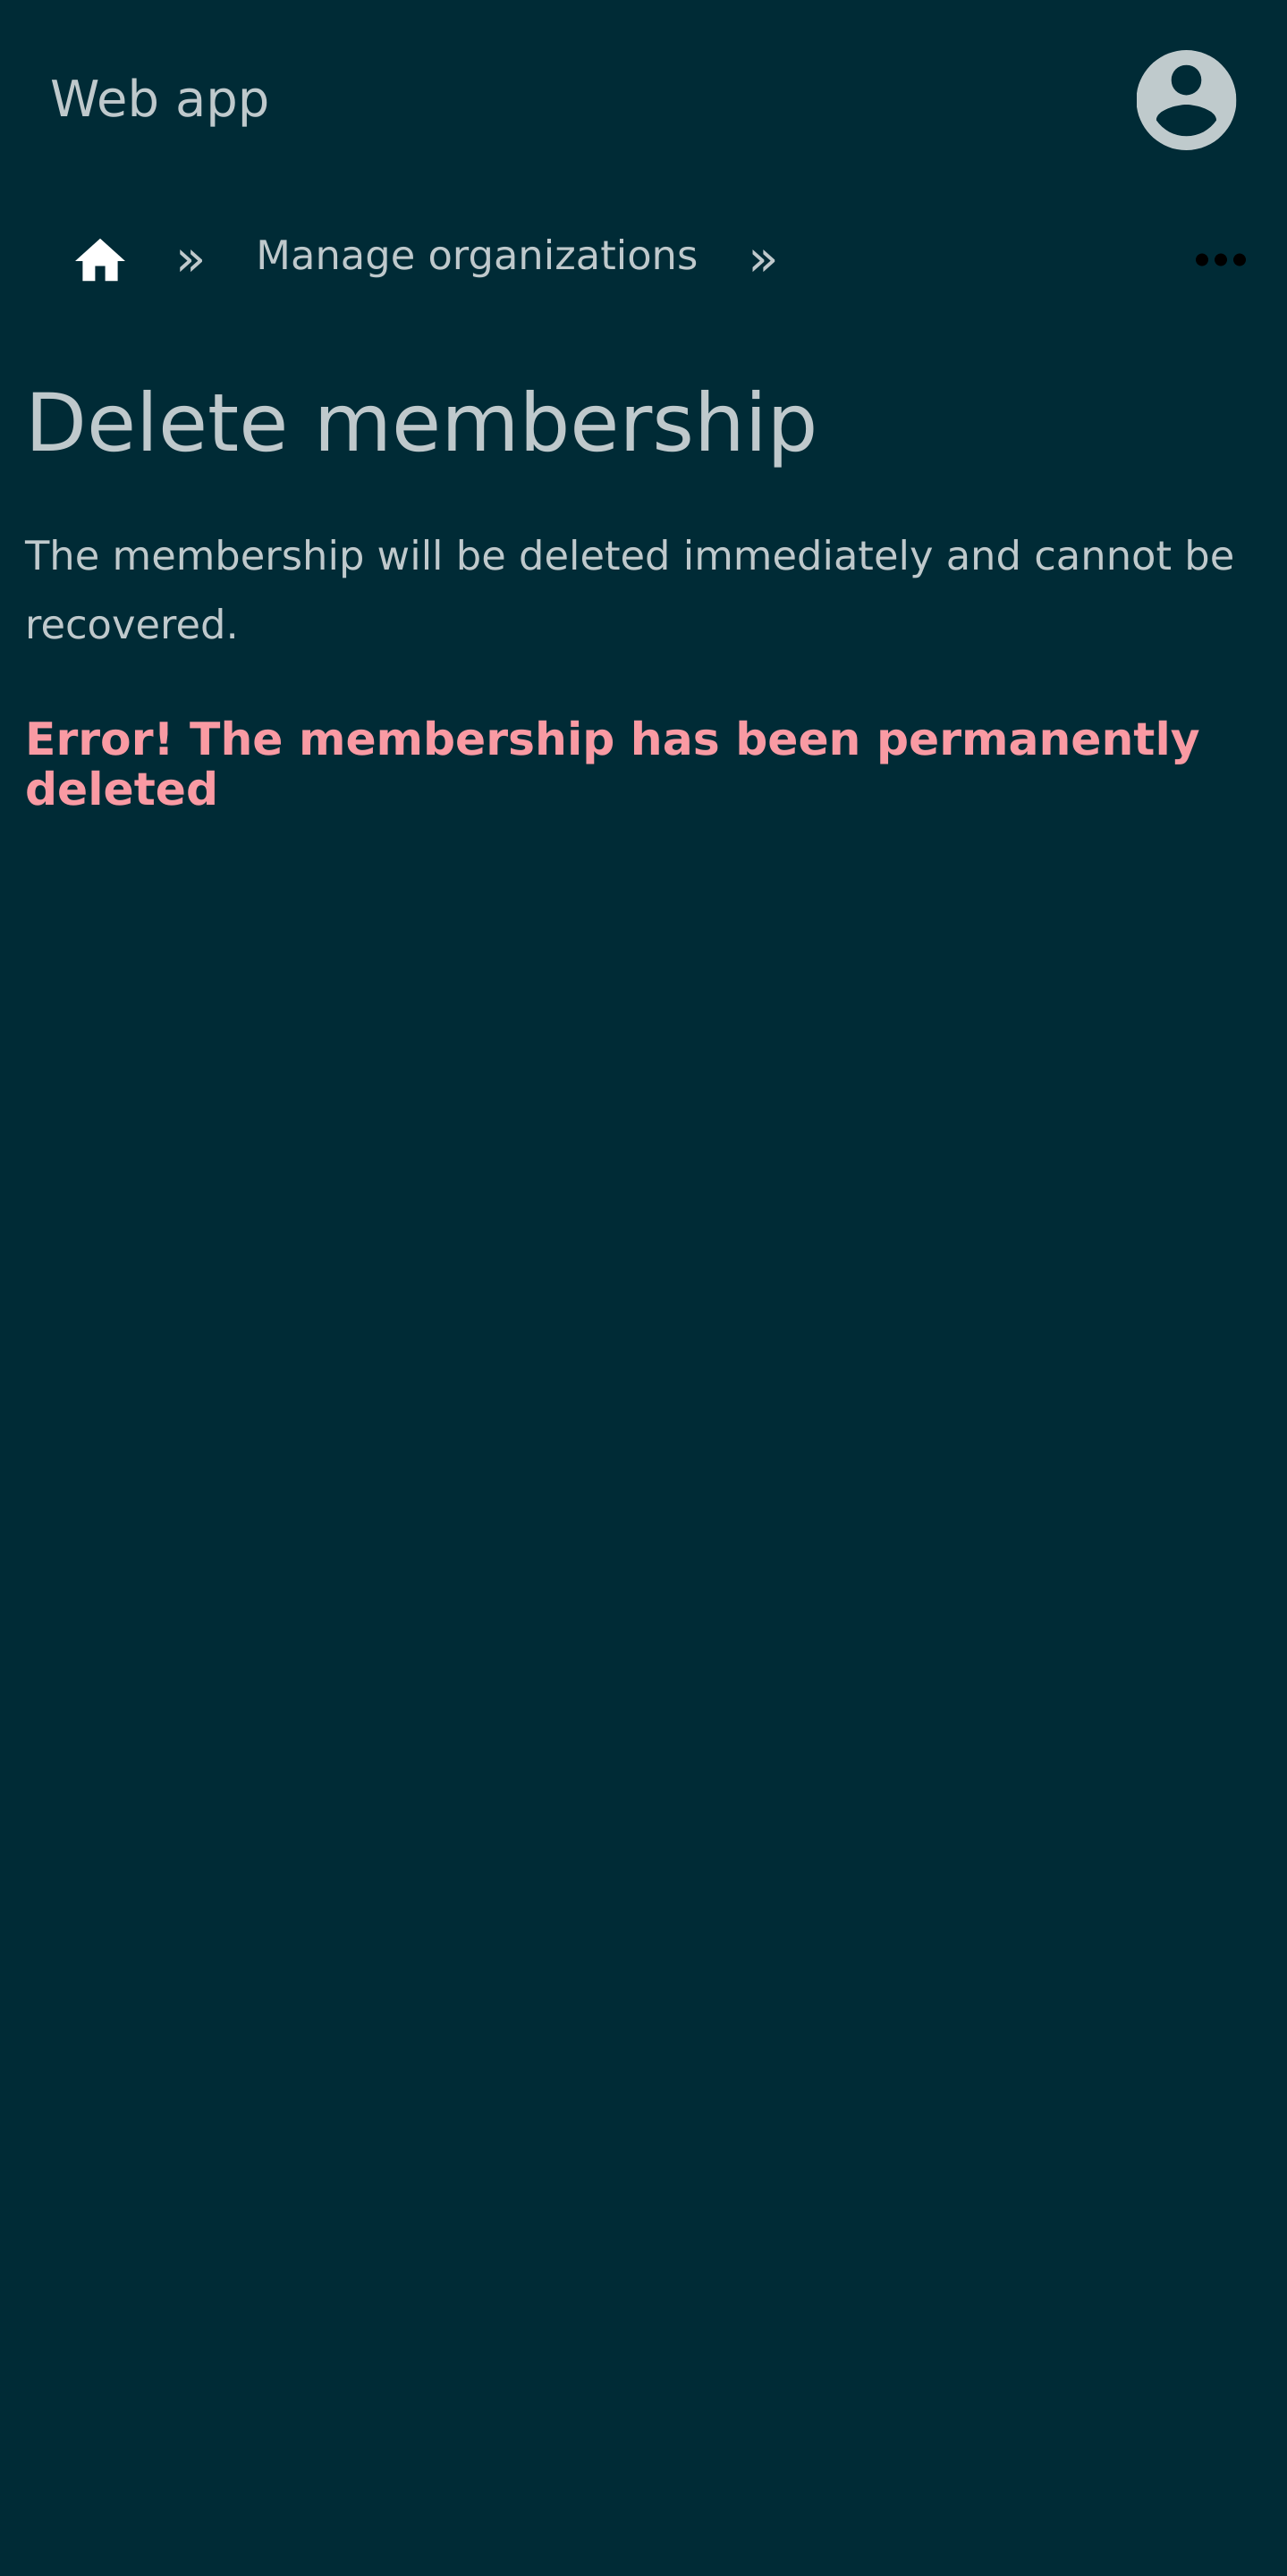 Web app
» Manage organizations »
Delete membership
The membership will be deleted immediately and cannot be
recovered.
Error! The membership has been permanently
deleted